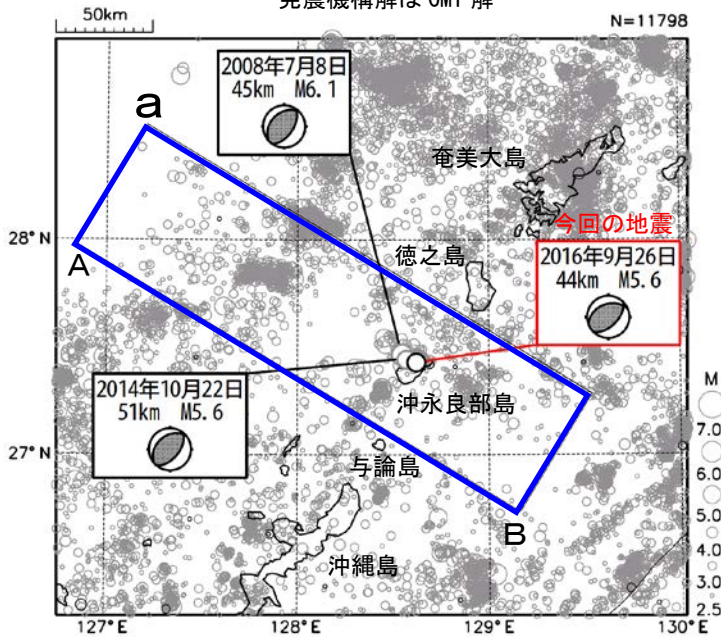 発震機構解は CMT 解
50km
N=11798
2008年7月8日
45km M6.1
a
奄美大島
今回の地震
28°N
A
徳之島
2016年9月26日
44km M5.6
2014年10月22日
51km M5.6
沖永良部島
M
7.0
6.0
5.0
4.0
3.0
2.5
27°N
与論島
B
沖縄島
127°E
128°E
129°E
130°E